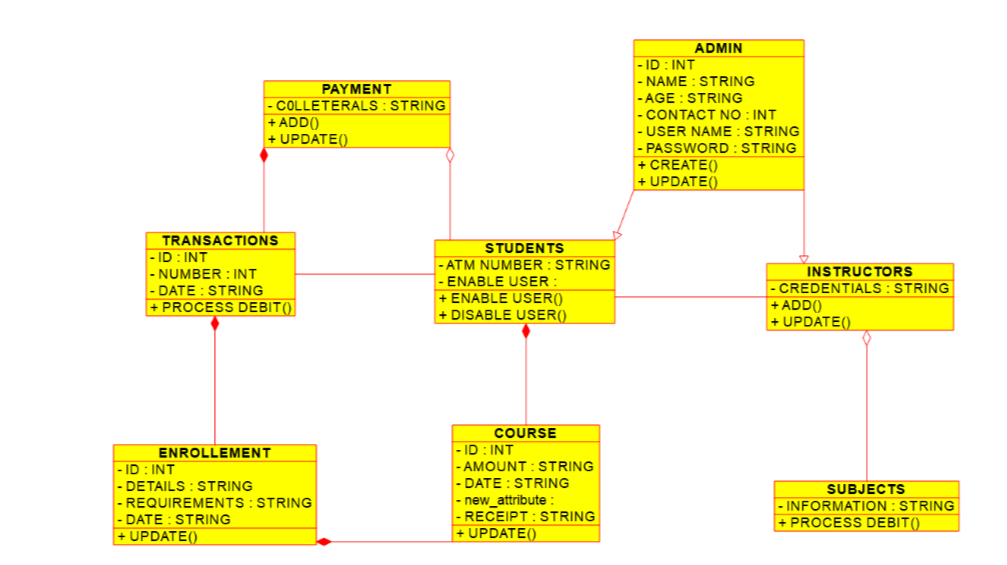 ADMIN
- ID : INT
- NAME : STRING
- AGE : STRING
- CONTACT NO : INT
- USER NAME : STRING
- PASSWORD : STRING
+ CREATE()
+ UPDATE()
PAYMENT
- C0LLETERALS : STRING
+ ADD()
+ UPDATE()
TRANSACTIONS
- ID : INT
- NUMBER : INT
- DATE : STRING
+ PROCESS DEBIT()
STUDENTS
- ATM NUMBER : STRING
- ENABLE USER :
+ ENABLE USER()
+ DISABLE USER()
INSTRUCTORS
- CREDENTIALS : STRING
+ ADD()
+ UPDATE()
ENROLLEMENT
- ID : INT
- DETAILS : STRING
- REQUIREMENTS : STRING
- DATE : STRING
+ UPDATE()
COURSE
- ID : INT
- AMOUNT : STRING
- DATE : STRING
- new_attribute :
- RECEIPT : STRING
+ UPDATE()
SUBJECTS
- INFORMATION : STRING
+ PROCESS DEBIT()